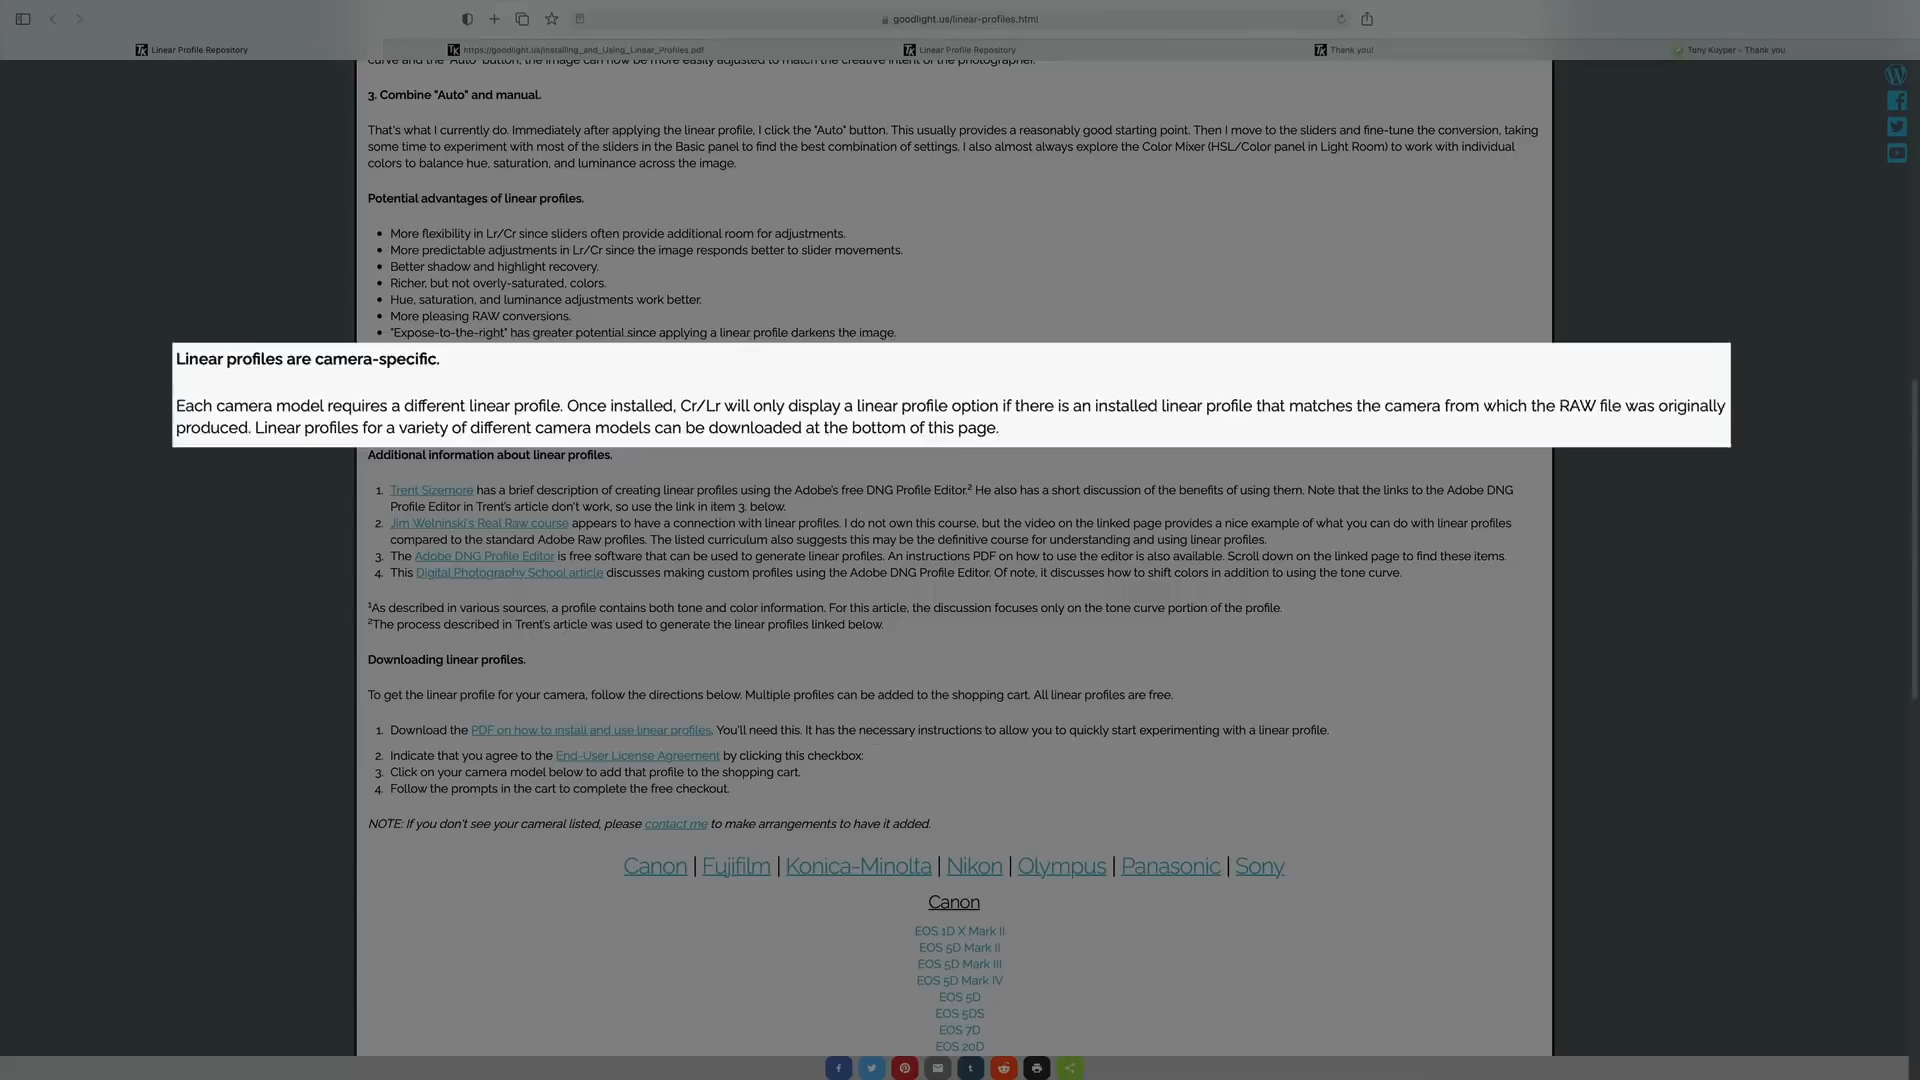 goodlight.us/linear-profiles.html
Linear Profile Repository
https://goodlight.us/Installing_and_Using_Linear_Profiles.pdf
Linear Profile Repository
Thank you!
Tony Kuyper - Thank you
curve and the "Auto" button, the image can now be more easily adjusted to match the creative intent of the photographer.
3. Combine "Auto" and manual.
That's what I currently do. Immediately after applying the linear profile, I click the "Auto" button. This usually provides a reasonably good starting point. Then I move to the sliders and fine-tune the conversion, taking
some time to experiment with most of the sliders in the Basic panel to find the best combination of settings. I also almost always explore the Color Mixer (HSL/Color panel in Light Room) to work with individual
colors to balance hue, saturation, and luminance across the image.
Potential advantages of linear profiles.
• More flexibility in Lr/Cr since sliders often provide additional room for adjustments.
• More predictable adjustments in Lr/Cr since the image responds better to slider movements.
• Better shadow and highlight recovery.
• Richer, but not overly-saturated, colors.
• Hue, saturation, and luminance adjustments work better.
• More pleasing RAW conversions.
• "Expose-to-the-right" has greater potential since applying a linear profile darkens the image.
Linear profiles are camera-specific.
Each camera model requires a different linear profile. Once installed, Cr/Lr will only display a linear profile option if there is an installed linear profile that matches the camera from which the RAW file was originally
produced. Linear profiles for a variety of different camera models can be downloaded at the bottom of this page.
Additional information about linear profiles.
1. Trent Sizemore has a brief description of creating linear profiles using the Adobe's free DNG Profile Editor.² He also has a short discussion of the benefits of using them. Note that the links to the Adobe DNG
Profile Editor in Trent's article don't work, so use the link in item 3. below.
2. Jim Welninski's Real Raw course appears to have a connection with linear profiles. I do not own this course, but the video on the linked page provides a nice example of what you can do with linear profiles
compared to the standard Adobe Raw profiles. The listed curriculum also suggests this may be the definitive course for understanding and using linear profiles.
3. The Adobe DNG Profile Editor is free software that can be used to generate linear profiles. An instructions PDF on how to use the editor is also available. Scroll down on the linked page to find these items.
4. This Digital Photography School article discusses making custom profiles using the Adobe DNG Profile Editor. Of note, it discusses how to shift colors in addition to using the tone curve.
¹As described in various sources, a profile contains both tone and color information. For this article, the discussion focuses only on the tone curve portion of the profile.
²The process described in Trent's article was used to generate the linear profiles linked below.
Downloading linear profiles.
To get the linear profile for your camera, follow the directions below. Multiple profiles can be added to the shopping cart. All linear profiles are free.
1. Download the PDF on how to install and use linear profiles. You'll need this. It has the necessary instructions to allow you to quickly start experimenting with a linear profile.
2. Indicate that you agree to the End-User License Agreement by clicking this checkbox:
3. Click on your camera model below to add that profile to the shopping cart.
4. Follow the prompts in the cart to complete the free checkout.
NOTE: If you don't see your cameral listed, please contact me to make arrangements to have it added.
Canon | Fujifilm | Konica-Minolta | Nikon | Olympus | Panasonic | Sony
Canon
EOS 1D X Mark II
EOS 5D Mark II
EOS 5D Mark III
EOS 5D Mark IV
EOS 5D
EOS 5DS
EOS 7D
EOS 20D